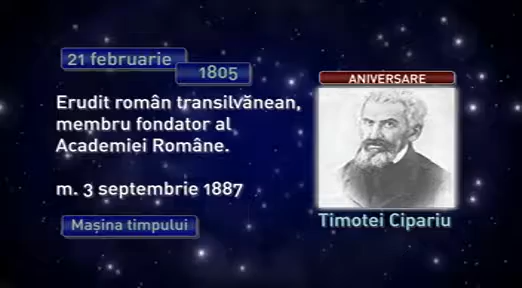 21 februarie
1805
Erudit român transilvănean,
membru fondator al
Academiei Române.
m. 3 septembrie 1887
Mașina timpului
ANIVERSARE
Timotei Cipariu